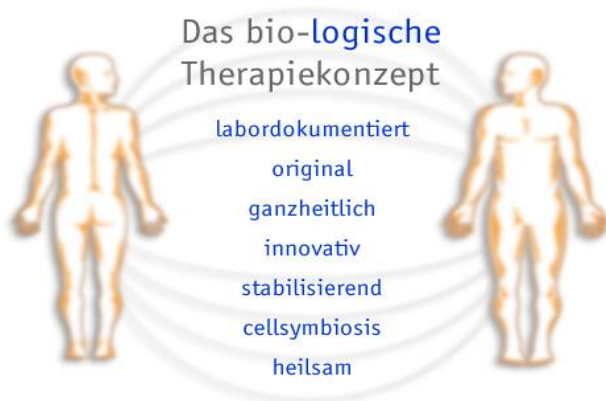 Das bio-logische
Therapiekonzept
labordokumentiert
original
ganzheitlich
innovativ
stabilisierend
cellsymbiosis
heilsam